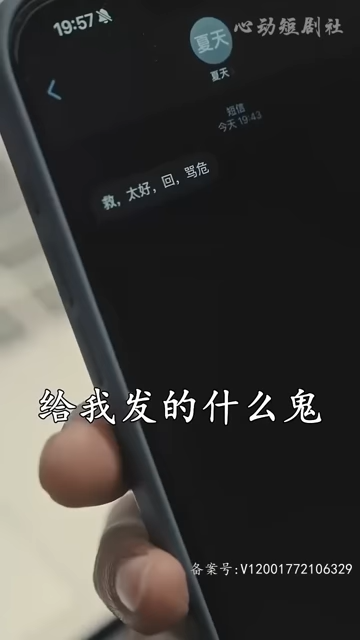 19:57
心动短剧社
夏天
夏天
短信
今天 19:43
救，太好，回，骂危
给我发的什么鬼
备案号:V12001772106329